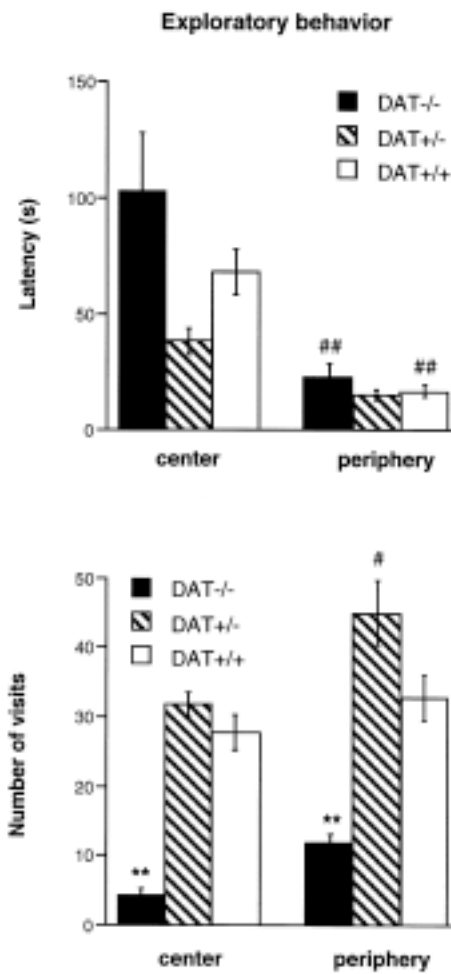 Exploratory behavior
150
100
50
0
Latency (s)
DAT-/-
DAT+/-
DAT+/+
##
##
center
periphery
50
40
30
20
10
0
Number of visits
DAT-/-
DAT+/-
DAT+/+
#
**
**
center
periphery